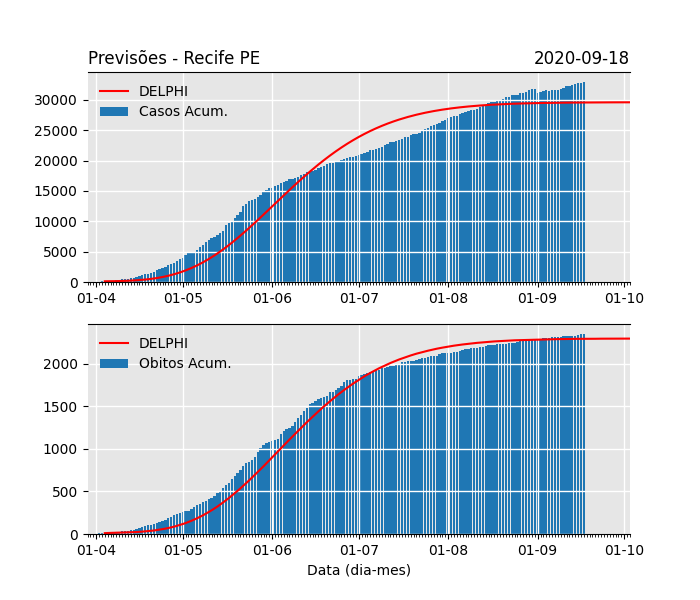 Previsões - Recife PE 2020-09-18
DELPHI
Casos Acum.
30000
25000
20000
15000
10000
5000
0
01-04 01-05 01-06 01-07 01-08 01-09 01-10
DELPHI
Obitos Acum.
2000
1500
1000
500
0
01-04 01-05 01-06 01-07 01-08 01-09 01-10
Data (dia-mes)